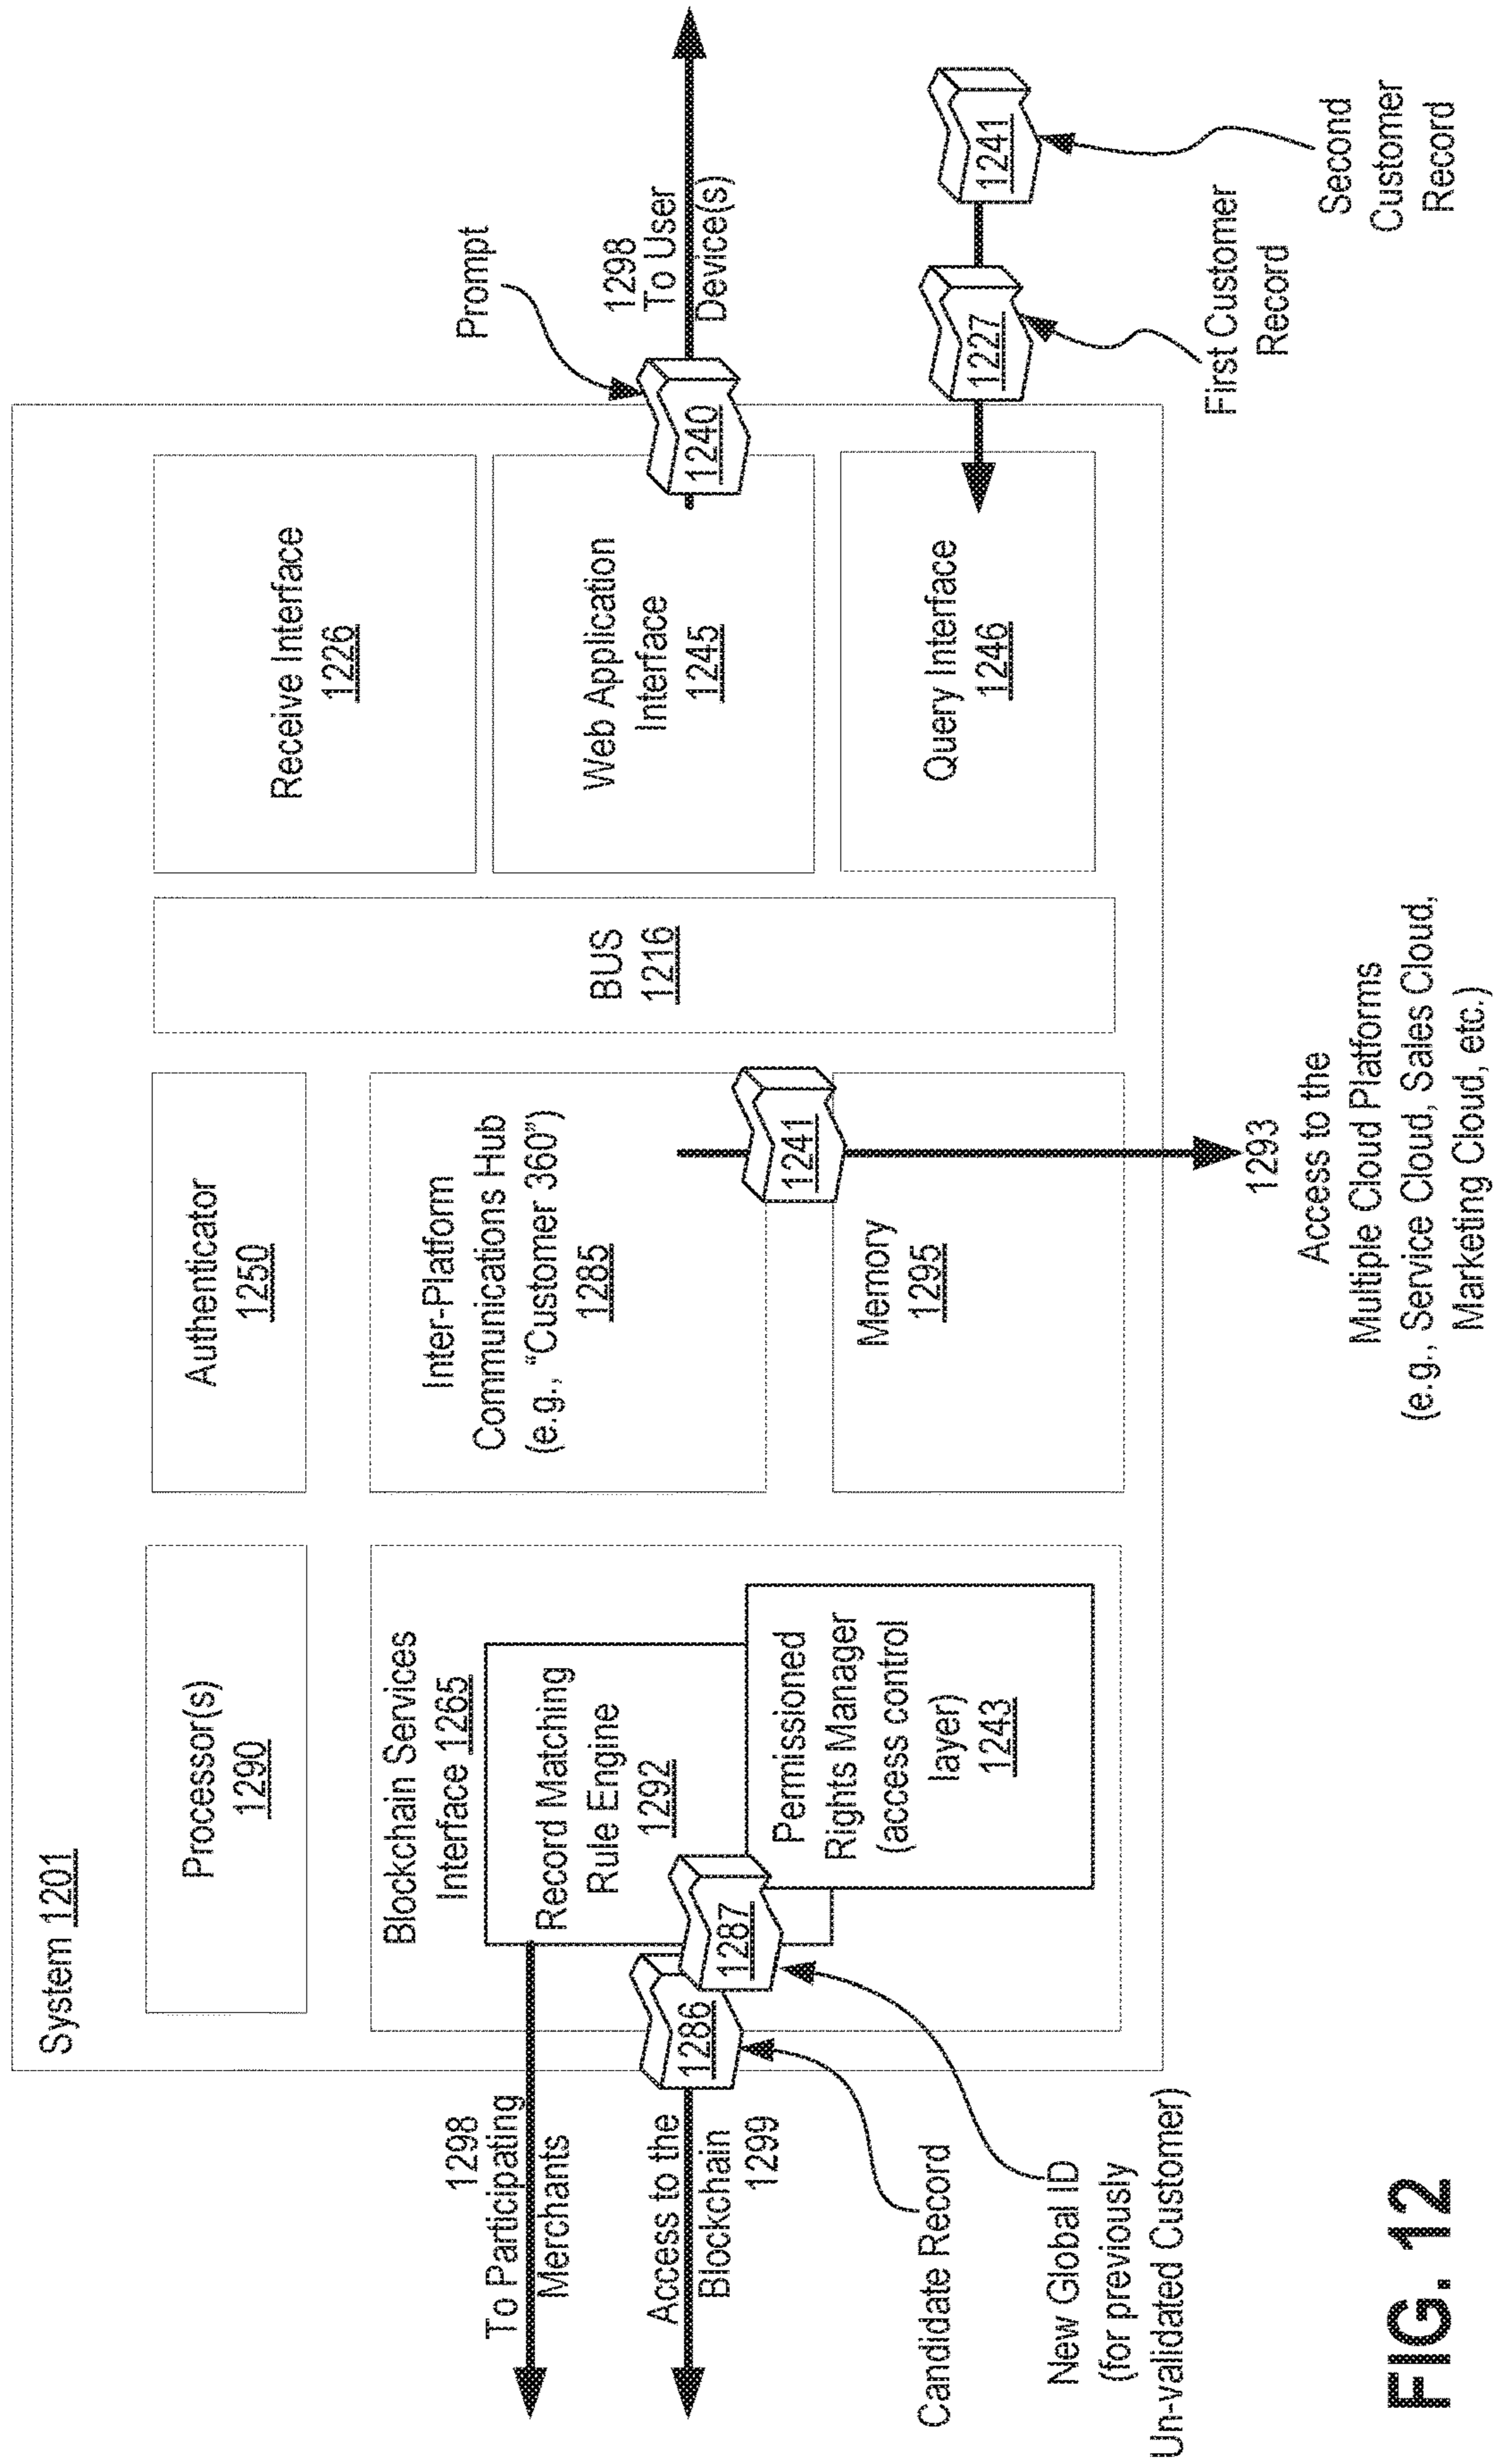 System 1201
Processor(s)
1290
Authenticator
1250
Receive Interface
1226
Blockchain Services
Interface 1265
Record Matching
Rule Engine
1292
Permissioned
Rights Manager
(access control
layer)
1243
1286
1287
Inter-Platform
Communications Hub
(e.g., “Customer 360”)
1285
1241
Memory
1295
BUS
1216
Web Application
Interface
1245
Query Interface
1246
1240
Prompt
1298
To User
Device(s)
1227
1241
First Customer
Record
Second
Customer
Record
1298
To Participating
Merchants
Access to the
Blockchain
1299
Candidate Record
New Global ID
(for previously
Un-validated Customer)
1293
Access to the
Multiple Cloud Platforms
(e.g., Service Cloud, Sales Cloud,
Marketing Cloud, etc.)
FIG. 12